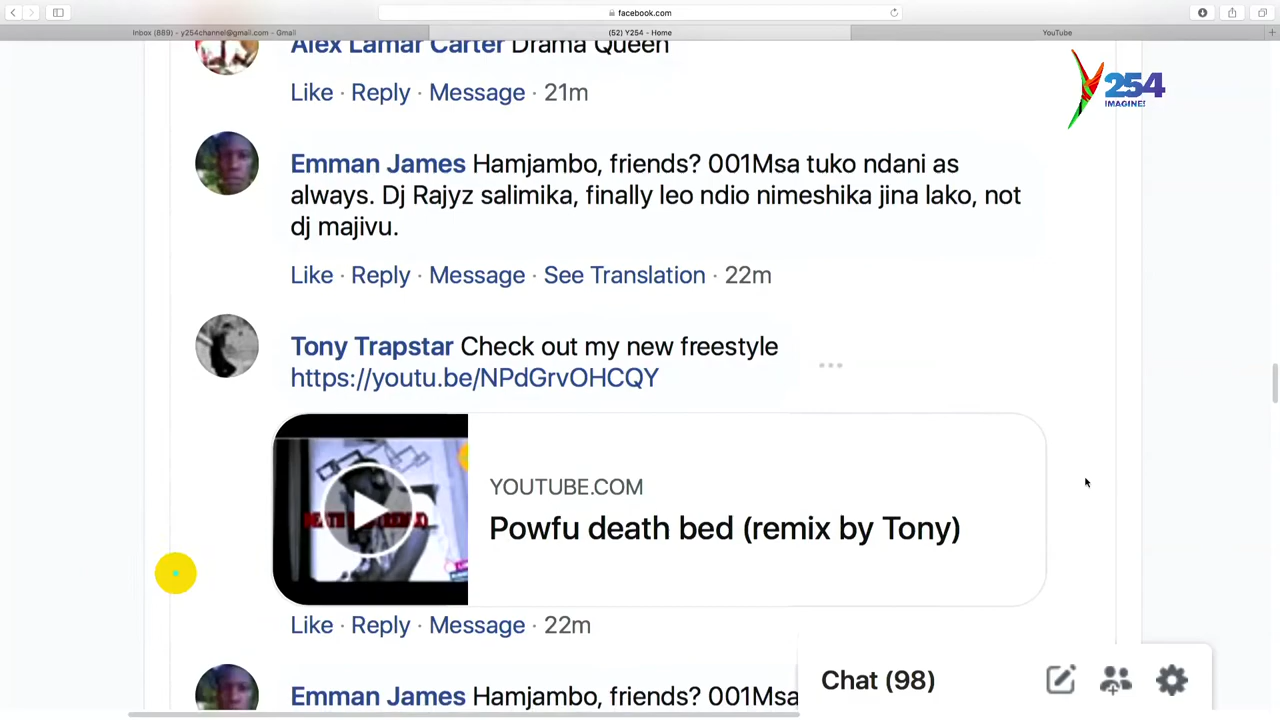 facebook.com
Inbox (889) - y254channel@gmail.com - Gmail
(52) Y254 - Home
YouTube
Alex Lamar Carter Drama Queen
254
IMAGINE!
Like · Reply · Message · 21m
Emman James Hamjambo, friends? 001Msa tuko ndani as
always. Dj Rajyz salimika, finally leo ndio nimeshika jina lako, not
dj majivu.
Like · Reply · Message · See Translation · 22m
Tony Trapstar Check out my new freestyle
https://youtu.be/NPdGrvOHCQY
YOUTUBE.COM
Powfu death bed (remix by Tony)
Like · Reply · Message · 22m
Emman James Hamjambo, friends? 001Msa
Chat (98)